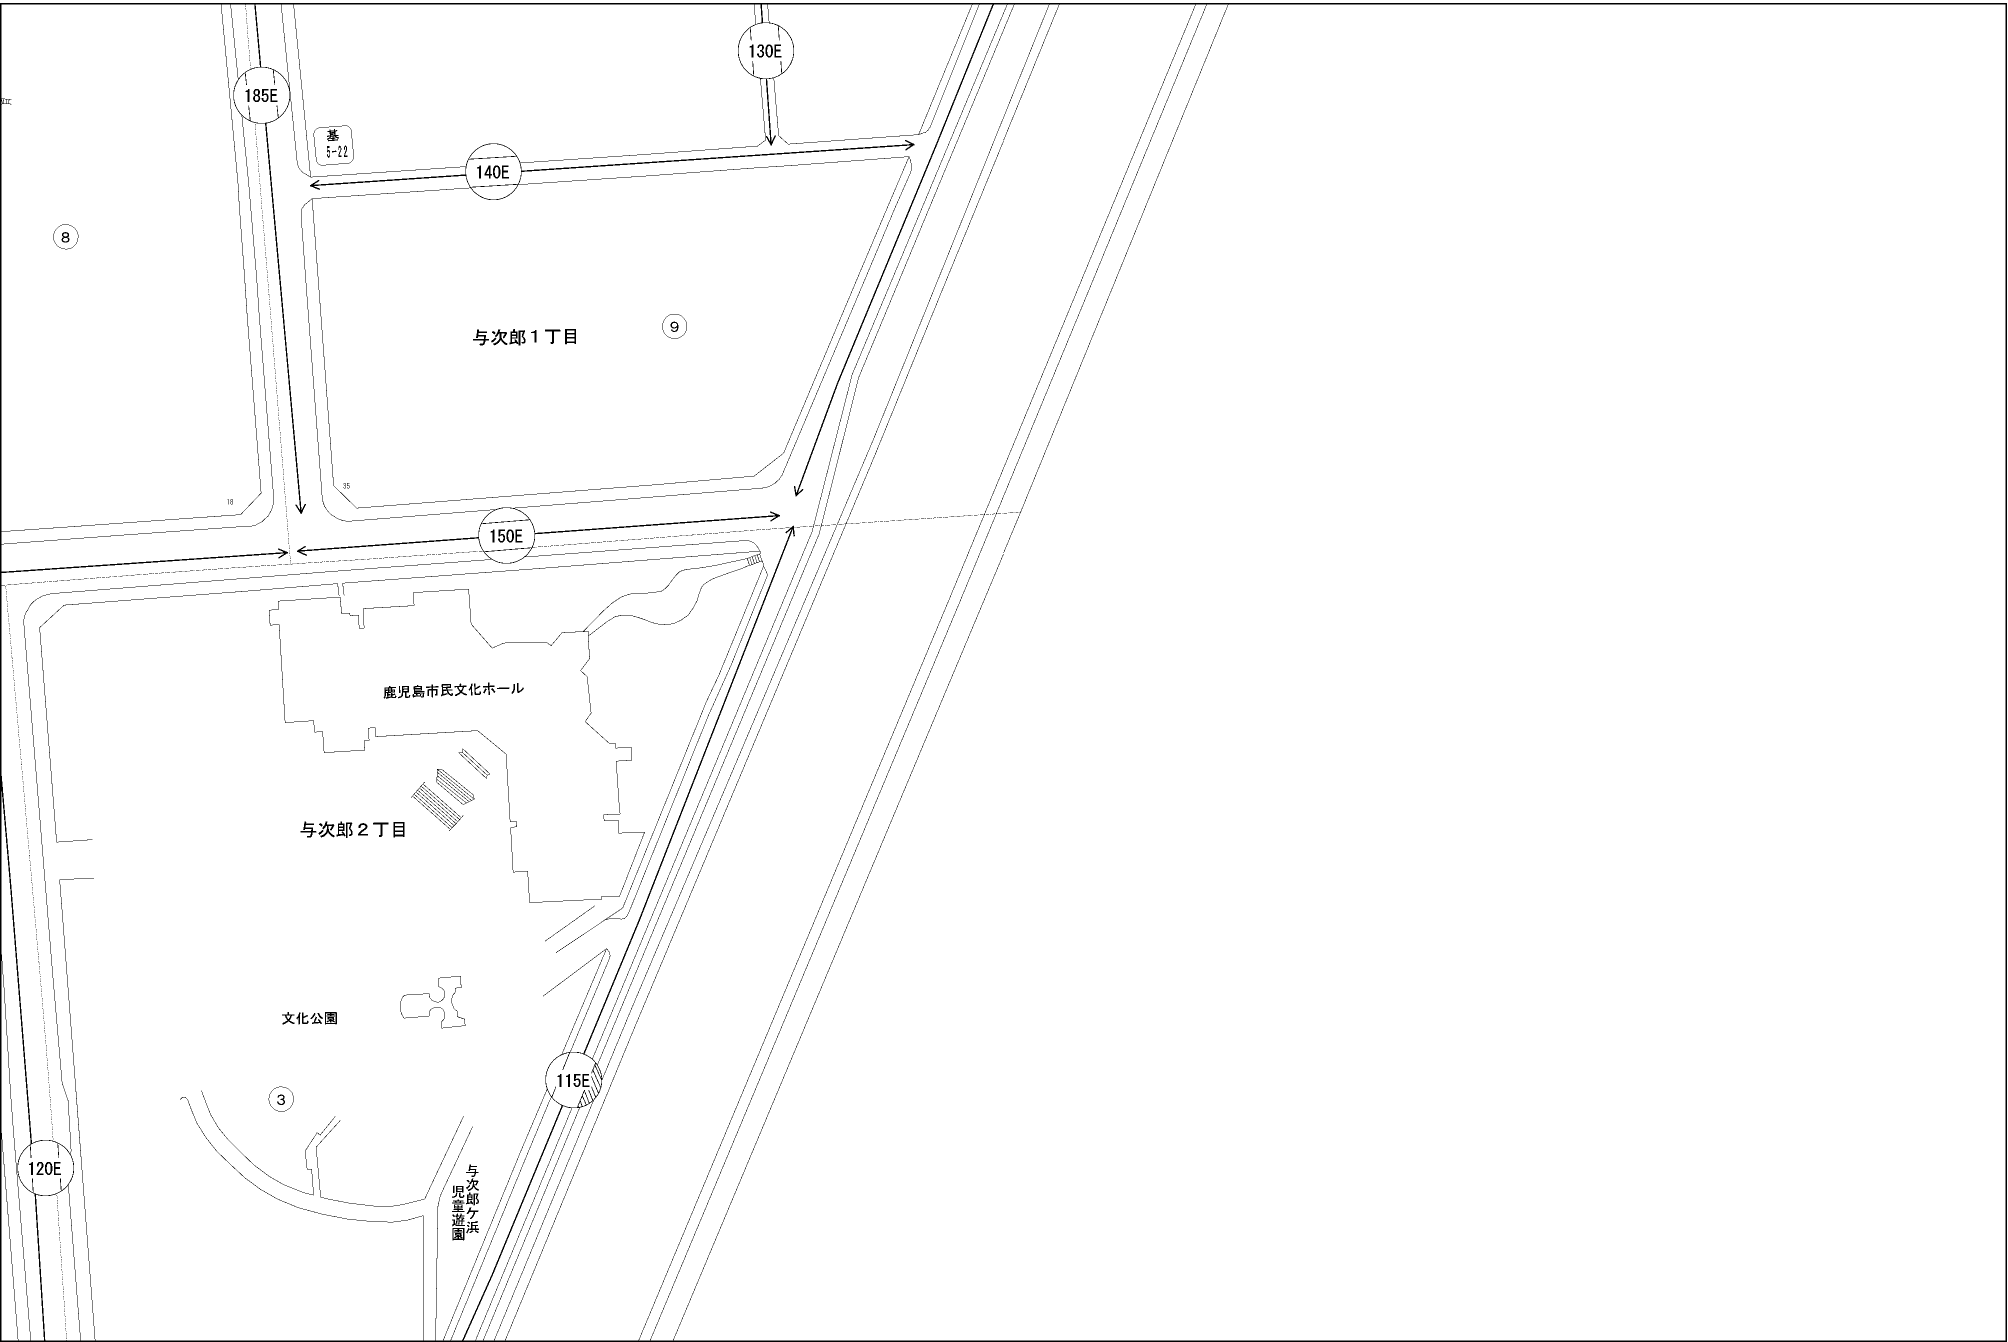 130E
185E
基
5-22
140E
8
9
与次郎1丁目
18
35
150E
鹿児島市民文化ホール
与次郎2丁目
文化公園
3
115E
120E
与次郎ケ浜
児童遊園